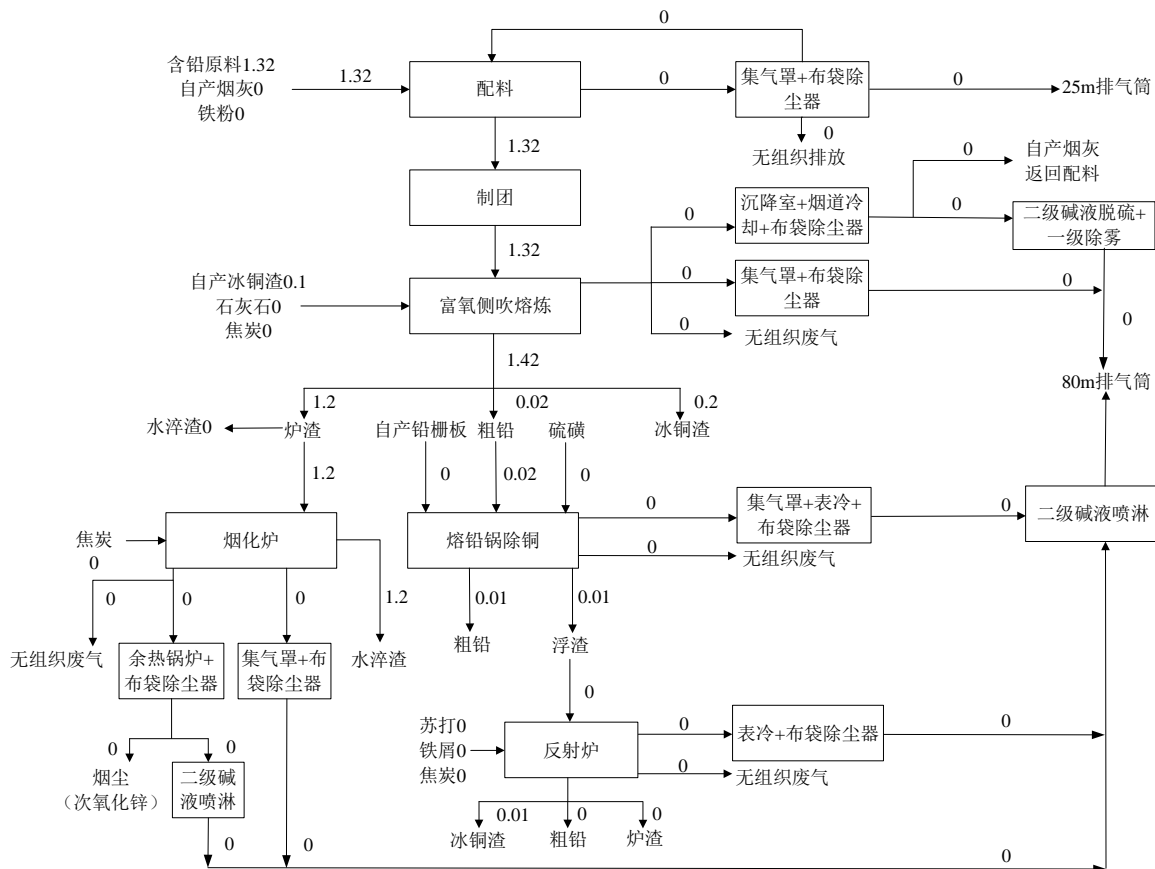 0
含铅原料1.32
自产烟灰0
铁粉0
1.32
配料
0
集气罩+布袋除
尘器
0
25m排气筒
0
无组织排放
1.32
制团
0
沉降室+烟道冷
却+布袋除尘器
0
自产烟灰
返回配料
0
二级碱液脱硫+
一级除雾
1.32
自产冰铜渣0.1
石灰石0
焦炭0
富氧侧吹熔炼
0
集气罩+布袋除
尘器
0
0
无组织废气
0
80m排气筒
1.42
1.2
0.02
0.2
水淬渣0
炉渣
自产铅栅板
粗铅
硫磺
冰铜渣
1.2
0
0.02
0
焦炭
0
烟化炉
熔铅锅除铜
0
集气罩+表冷+
布袋除尘器
0
二级碱液喷淋
0
无组织废气
0
0
0
1.2
0.01
0.01
无组织废气
余热锅炉+
布袋除尘器
集气罩+布
袋除尘器
水淬渣
粗铅
浮渣
0
苏打0
铁屑0
焦炭0
反射炉
0
表冷+布袋除尘器
0
0
无组织废气
0
0
烟尘
（次氧化锌）
二级碱
液喷淋
0.01
0
0
冰铜渣
粗铅
炉渣
0
0
0